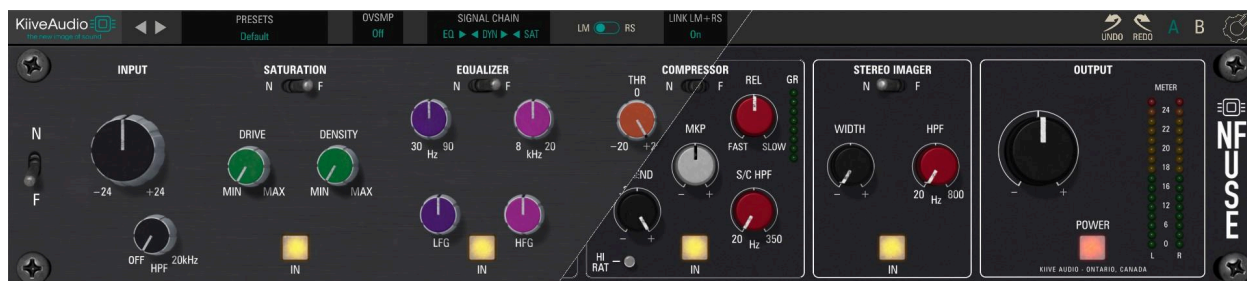 KiiveAudio
the new image of sound
PRESETS
Default
OVSMP
Off
SIGNAL CHAIN
EQ ► ◄ DYN ► ◄ SAT
LM RS
LINK LM+RS
On
UNDO REDO A B
INPUT
N
F
-24 +24
OFF 20kHz
HPF
SATURATION
N F
DRIVE DENSITY
MIN MAX MIN MAX
IN
EQUALIZER
N F
30 Hz 90 8 kHz 20
LFG HFG
IN
COMPRESSOR
N F
THR
0
-20
MKP
- +
REL
FAST SLOW
GR
S/C HPF
20 Hz 350
- +
HI
RAT
IN
STEREO IMAGER
N F
WIDTH HPF
- + 20 Hz 800
IN
OUTPUT
- +
POWER
METER
24
22
20
18
16
12
6
0
L R
KIIVE AUDIO - ONTARIO, CANADA
NFUSE